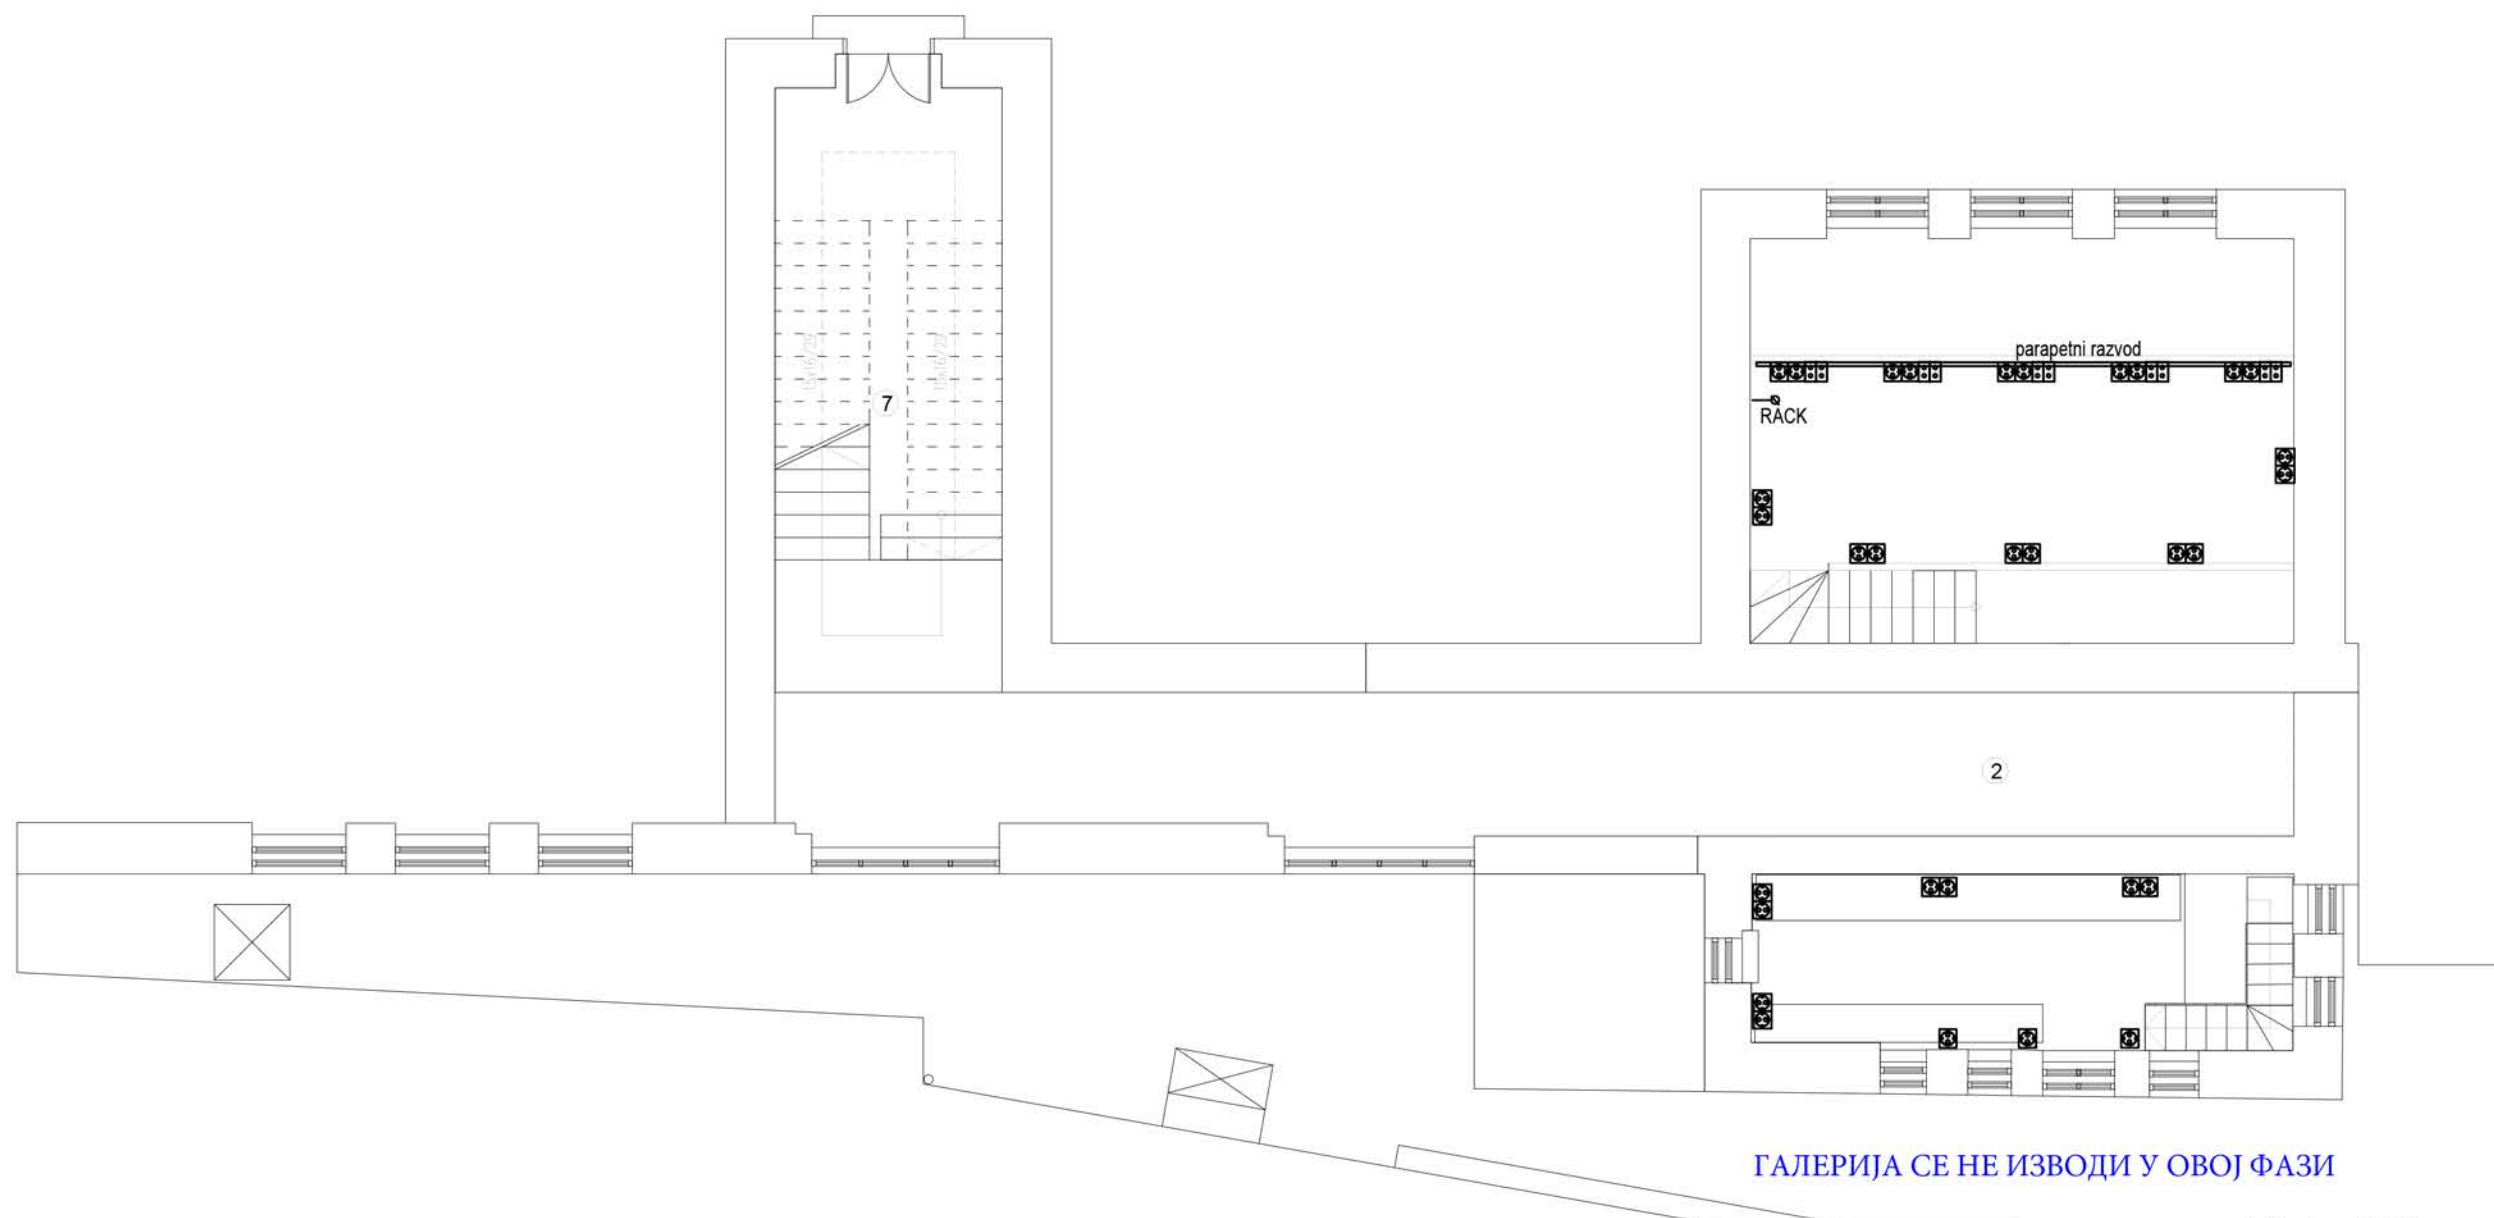 parapetni razvod
7
RACK
2
ГАЛЕРИЈА СЕ НЕ ИЗВОДИ У ОВОЈ ФАЗИ